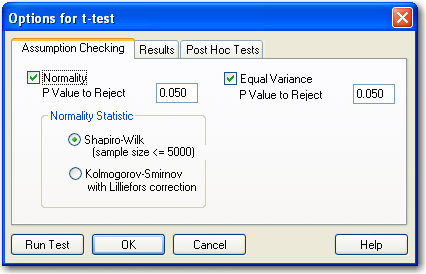 Options for t-test
Assumption Checking Results Post Hoc Tests
Normality Equal Variance
P Value to Reject 0.050 P Value to Reject 0.050
Normality Statistic
Shapiro-Wilk
(sample size <= 5000)
Kolmogorov-Smirnov
with Lilliefors correction
Run Test OK Cancel Help